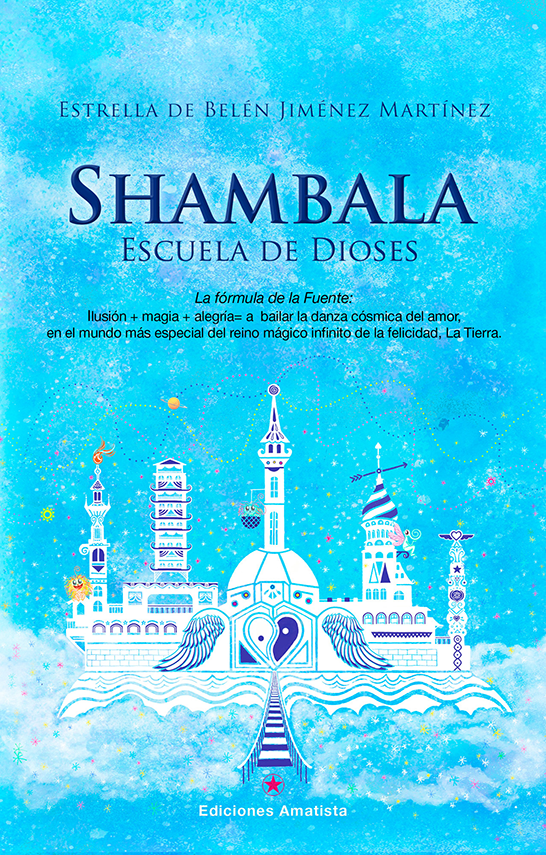 ESTRELLA DE BELÉN JIMÉNEZ MARTÍNEZ
SHAMBALA
ESCUELA DE DIOSES
La fórmula de la Fuente:
Ilusión + magia + alegría= a bailar la danza cósmica del amor,
en el mundo más especial del reino mágico infinito de la felicidad, La Tierra.
Ediciones Amatista